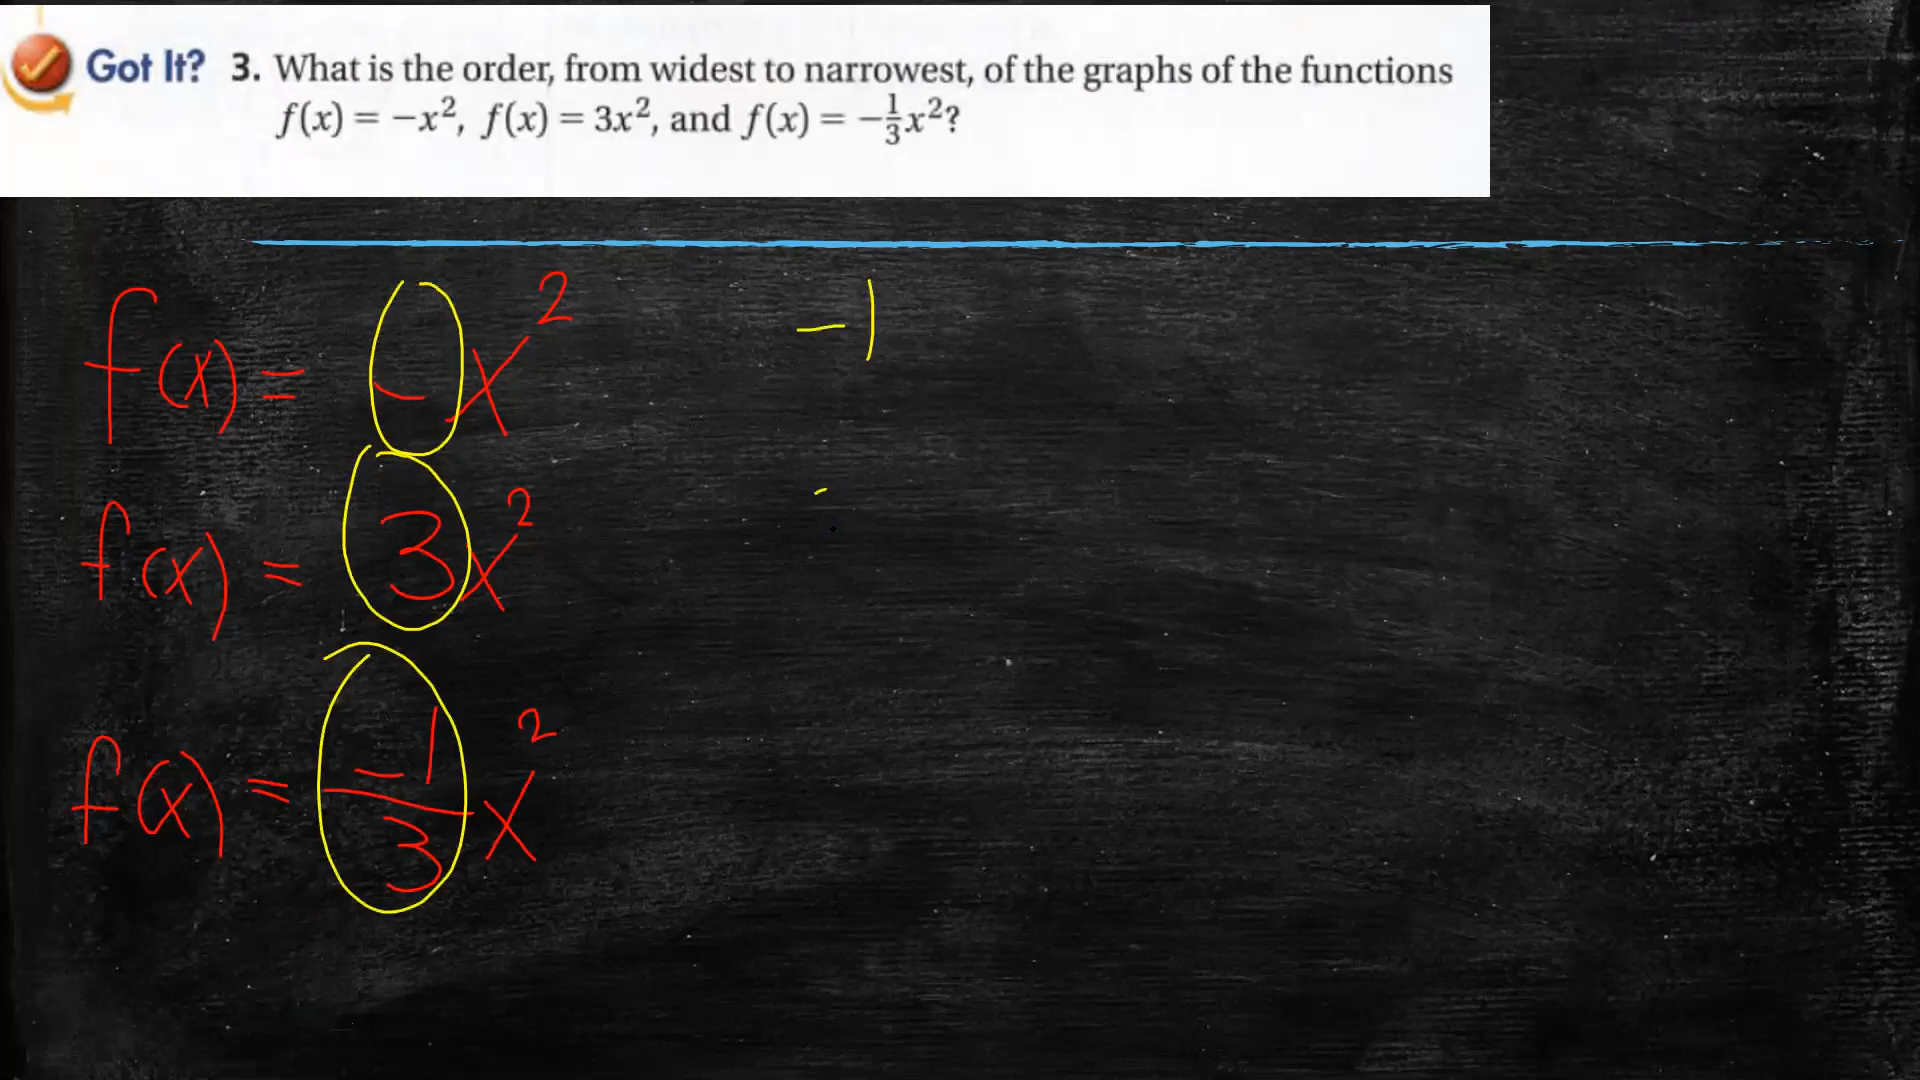 Got It? 3. What is the order, from widest to narrowest, of the graphs of the functions
f(x) = −x², f(x) = 3x², and f(x) = −1/3x²?
f(x) = -x² -1
f(x) = 3x²
f(x) = -1/3 x²